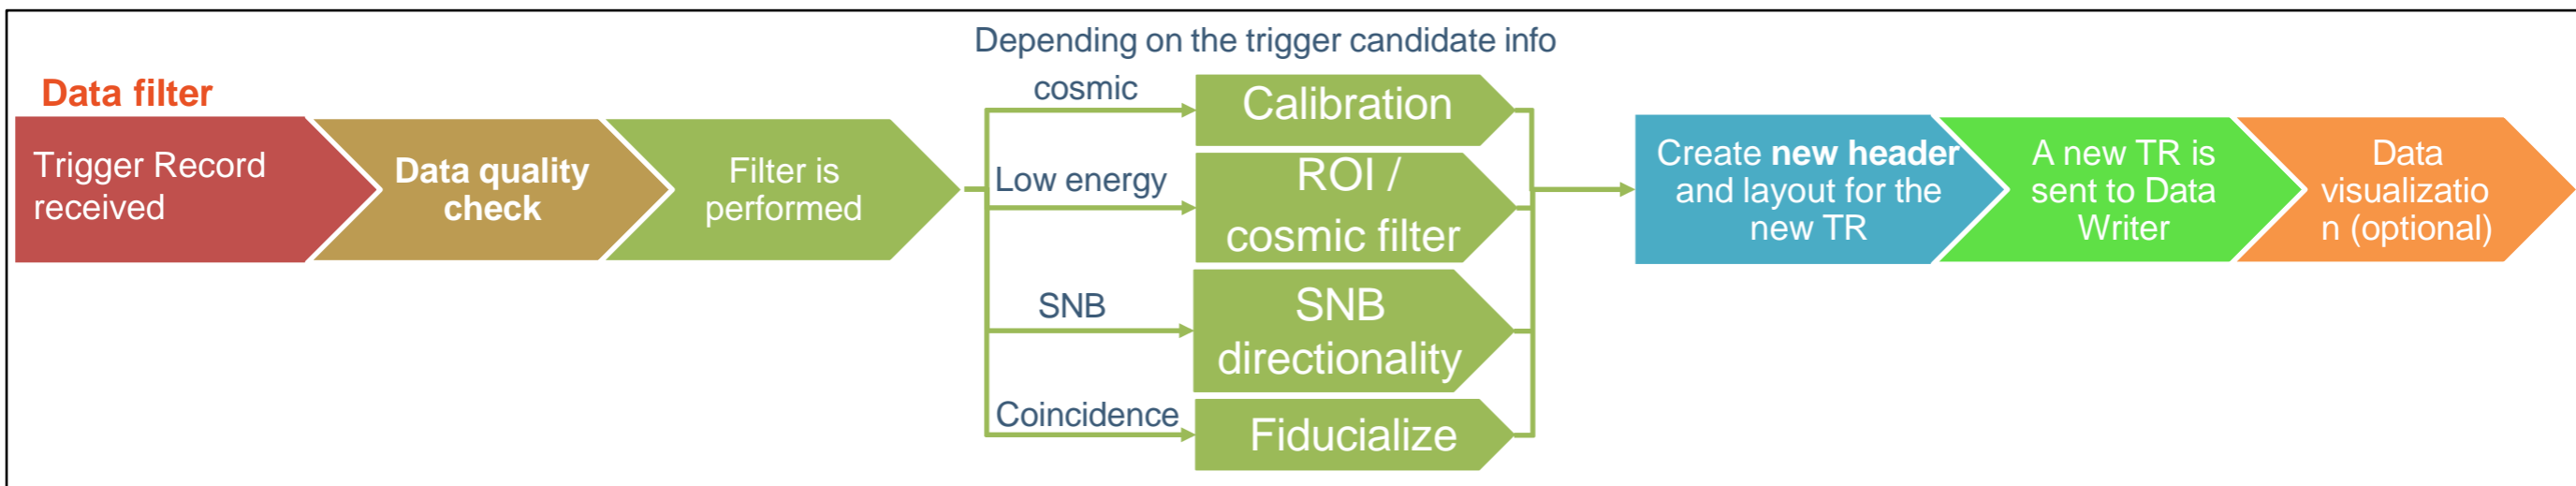 Depending on the trigger candidate info
Data filter
Trigger Record
received
Data quality
check
Filter is
performed
cosmic
Calibration
Low energy
ROI /
cosmic filter
SNB
SNB
directionality
Coincidence
Fiducialize
Create new header
and layout for the
new TR
A new TR is
sent to Data
Writer
Data
visualizatio
n (optional)